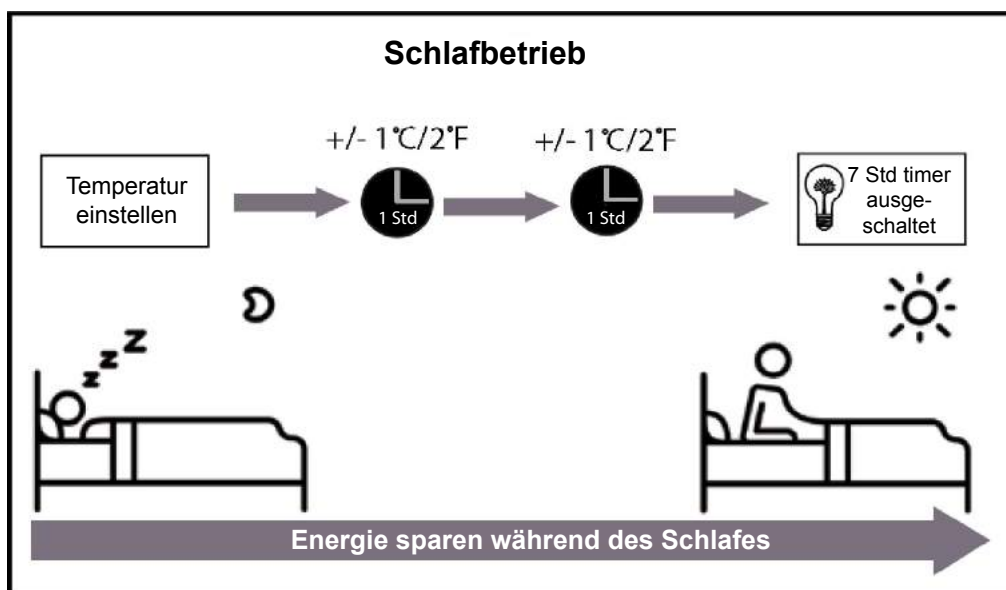 Schlafbetrieb
+/- 1°C/2°F
+/- 1°C/2°F
Temperatur
einstellen
1 Std
1 Std
7 Std timer
ausge-
schaltet
z z Z
Energie sparen während des Schlafes